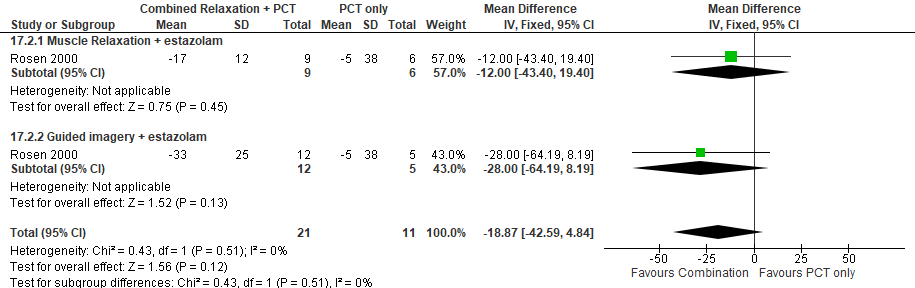 Combined Relaxation + PCT PCT only Mean Difference Mean Difference
Study or Subgroup Mean SD Total Mean SD Total Weight IV, Fixed, 95% CI IV, Fixed, 95% CI
17.2.1 Muscle Relaxation + estazolam
Rosen 2000 -17 12 9 -5 38 6 57.0% -12.00 [-43.40, 19.40]
Subtotal (95% CI) 9 6 57.0% -12.00 [-43.40, 19.40]
Heterogeneity: Not applicable
Test for overall effect: Z = 0.75 (P = 0.45)
17.2.2 Guided imagery + estazolam
Rosen 2000 -33 25 12 -5 38 5 43.0% -28.00 [-64.19, 8.19]
Subtotal (95% CI) 12 5 43.0% -28.00 [-64.19, 8.19]
Heterogeneity: Not applicable
Test for overall effect: Z = 1.52 (P = 0.13)
Total (95% CI) 21 11 100.0% -18.87 [-42.59, 4.84]
Heterogeneity: Chi² = 0.43, df = 1 (P = 0.51); I² = 0%
Test for overall effect: Z = 1.56 (P = 0.12)
Test for subgroup differences: Chi² = 0.43, df = 1 (P = 0.51), I² = 0%
-50 -25 0 25 50
Favours Combination Favours PCT only